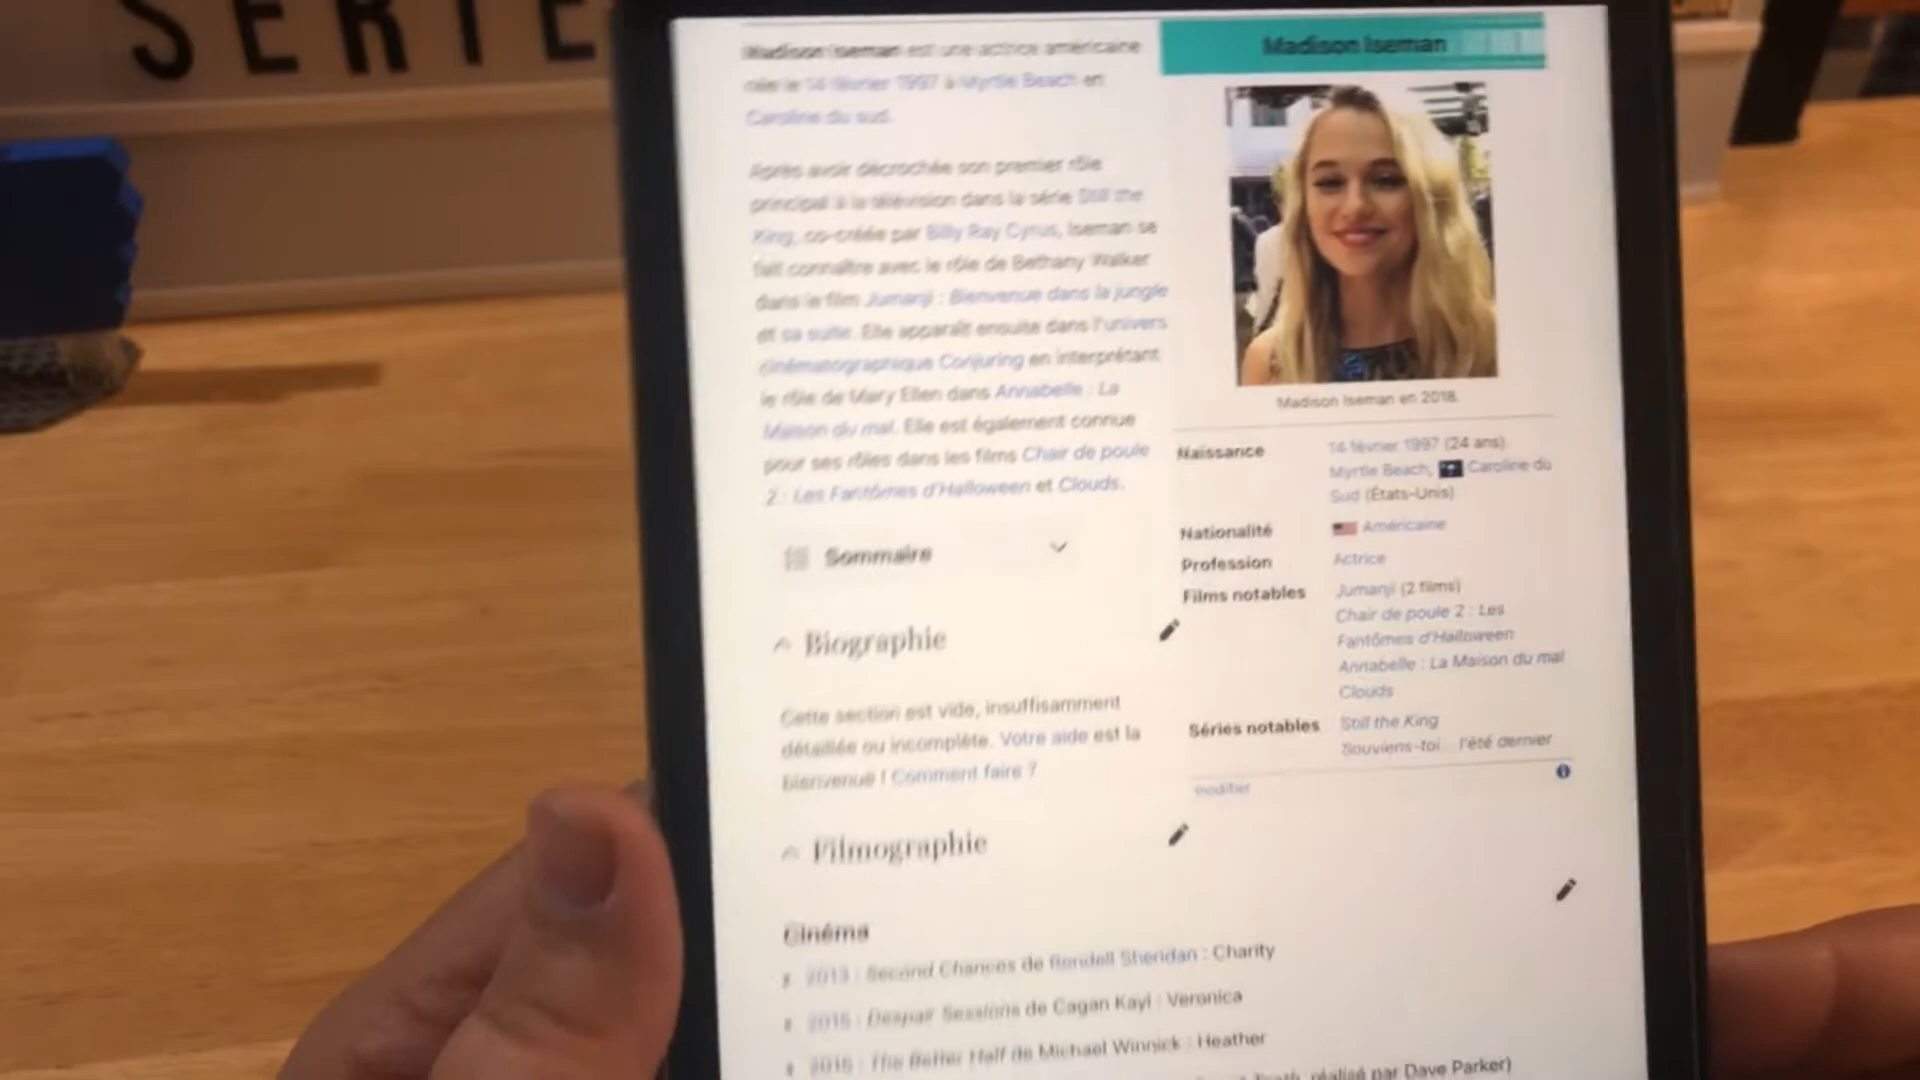 SERIE
Madison Iseman est une actrice américaine
née le 14 février 1997 à Myrtle Beach en
Caroline du sud.
Après avoir décrochée son premier rôle
principal à la télévision dans la série Still the
King, co-créée par Billy Ray Cyrus, Iseman se
fait connaître avec le rôle de Bethany Walker
dans le film Jumanji : Bienvenue dans la jungle
et sa suite. Elle apparaît ensuite dans l'univers
cinématographique Conjuring en interprétant
le rôle de Mary Ellen dans Annabelle : La
Maison du mal. Elle est également connue
pour ses rôles dans les films Chair de poule
2 : Les Fantômes d'Halloween et Clouds.
Sommaire
Madison Iseman
Madison Iseman en 2018.
Naissance 14 février 1997 (24 ans)
Myrtle Beach, Caroline du
Sud (États-Unis)
Nationalité Américaine
Profession Actrice
Films notables Jumanji (2 films)
Chair de poule 2 : Les
Fantômes d'Halloween
Annabelle : La Maison du mal
Clouds
Séries notables Still the King
Souviens-toi... l'été dernier
modifier
Biographie
Cette section est vide, insuffisamment
détaillée ou incomplète. Votre aide est la
bienvenue ! Comment faire ?
Filmographie
Cinéma
2013 : Second Chances de Rondell Sheridan : Charity
2015 : Despair Sessions de Cagan Kayi : Veronica
2015 : The Better Half de Michael Winnick : Heather
réalisé par Dave Parker)